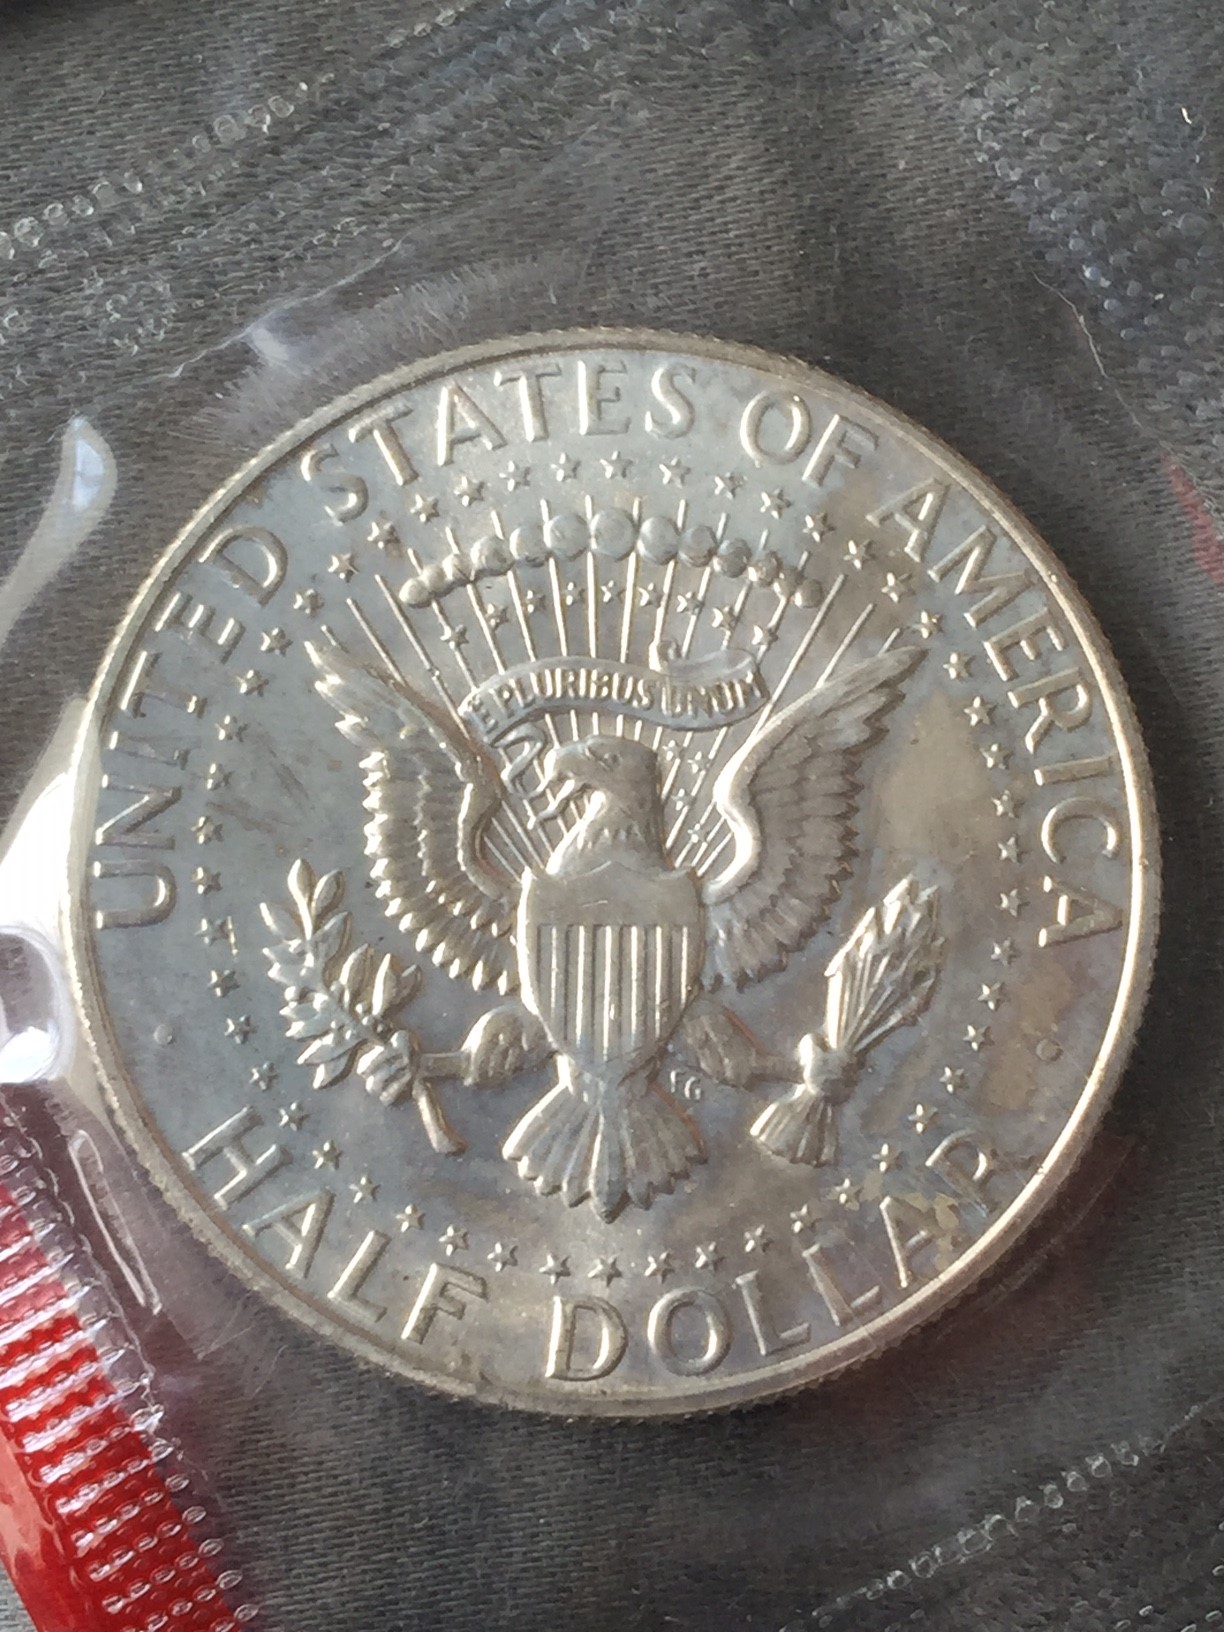 UNITED STATES OF AMERICA
E PLURIBUS UNUM
FG
HALF DOLLAR